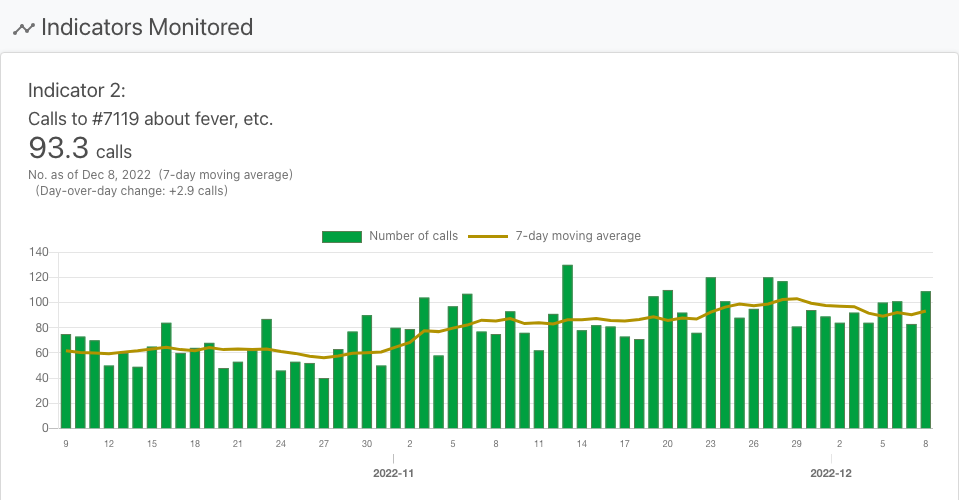 Indicators Monitored
Indicator 2:
Calls to #7119 about fever, etc.
93.3 calls
No. as of Dec 8, 2022 (7-day moving average)
(Day-over-day change: +2.9 calls)
Number of calls 7-day moving average
140
120
100
80
60
40
20
0
9 12 15 18 21 24 27 30 2 5 8 11 14 17 20 23 26 29 2 5 8
2022-11 2022-12